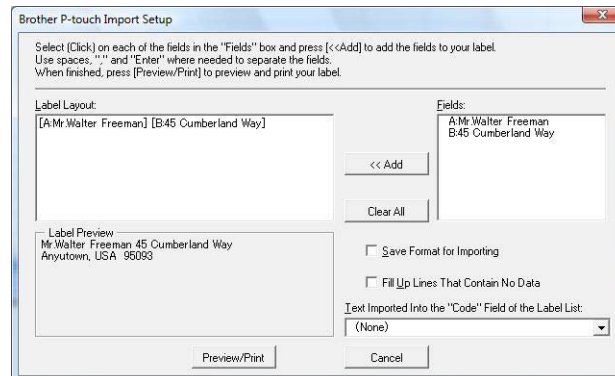 Brother P-touch Import Setup
Select (Click) on each of the fields in the "Fields" box and press [<<Add] to add the fields to your label.
Use spaces, "," and "Enter" where needed to separate the fields.
When finished, press [Preview/Print] to preview and print your label.
Label Layout:
[A:Mr.Walter Freeman] [B:45 Cumberland Way]
Fields:
A:Mr.Walter Freeman
B:45 Cumberland Way
<< Add
Clear All
Label Preview
Mr.Walter Freeman 45 Cumberland Way
Anyutown, USA 95093
Save Format for Importing
Fill Up Lines That Contain No Data
Text Imported Into the "Code" Field of the Label List:
(None)
Preview/Print
Cancel